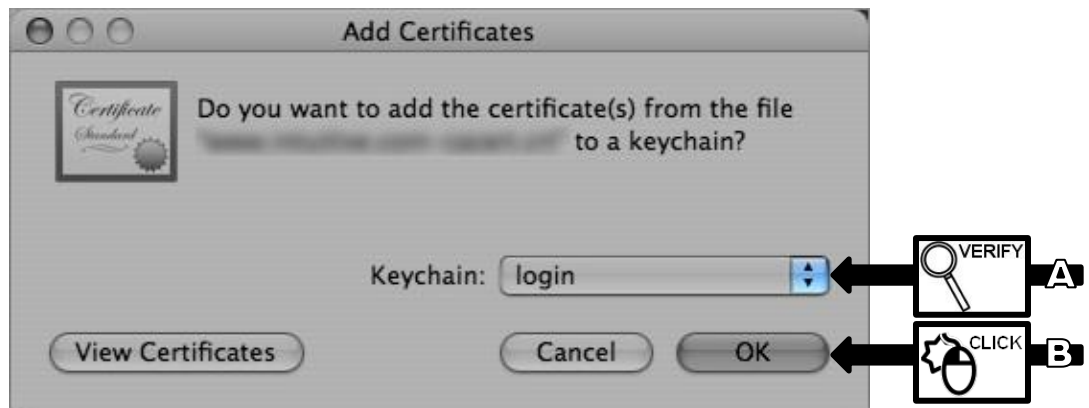 Add Certificates
Certificate
Standard
Do you want to add the certificate(s) from the file
to a keychain?
Keychain: login
VERIFY
A
View Certificates
Cancel
OK
CLICK
B